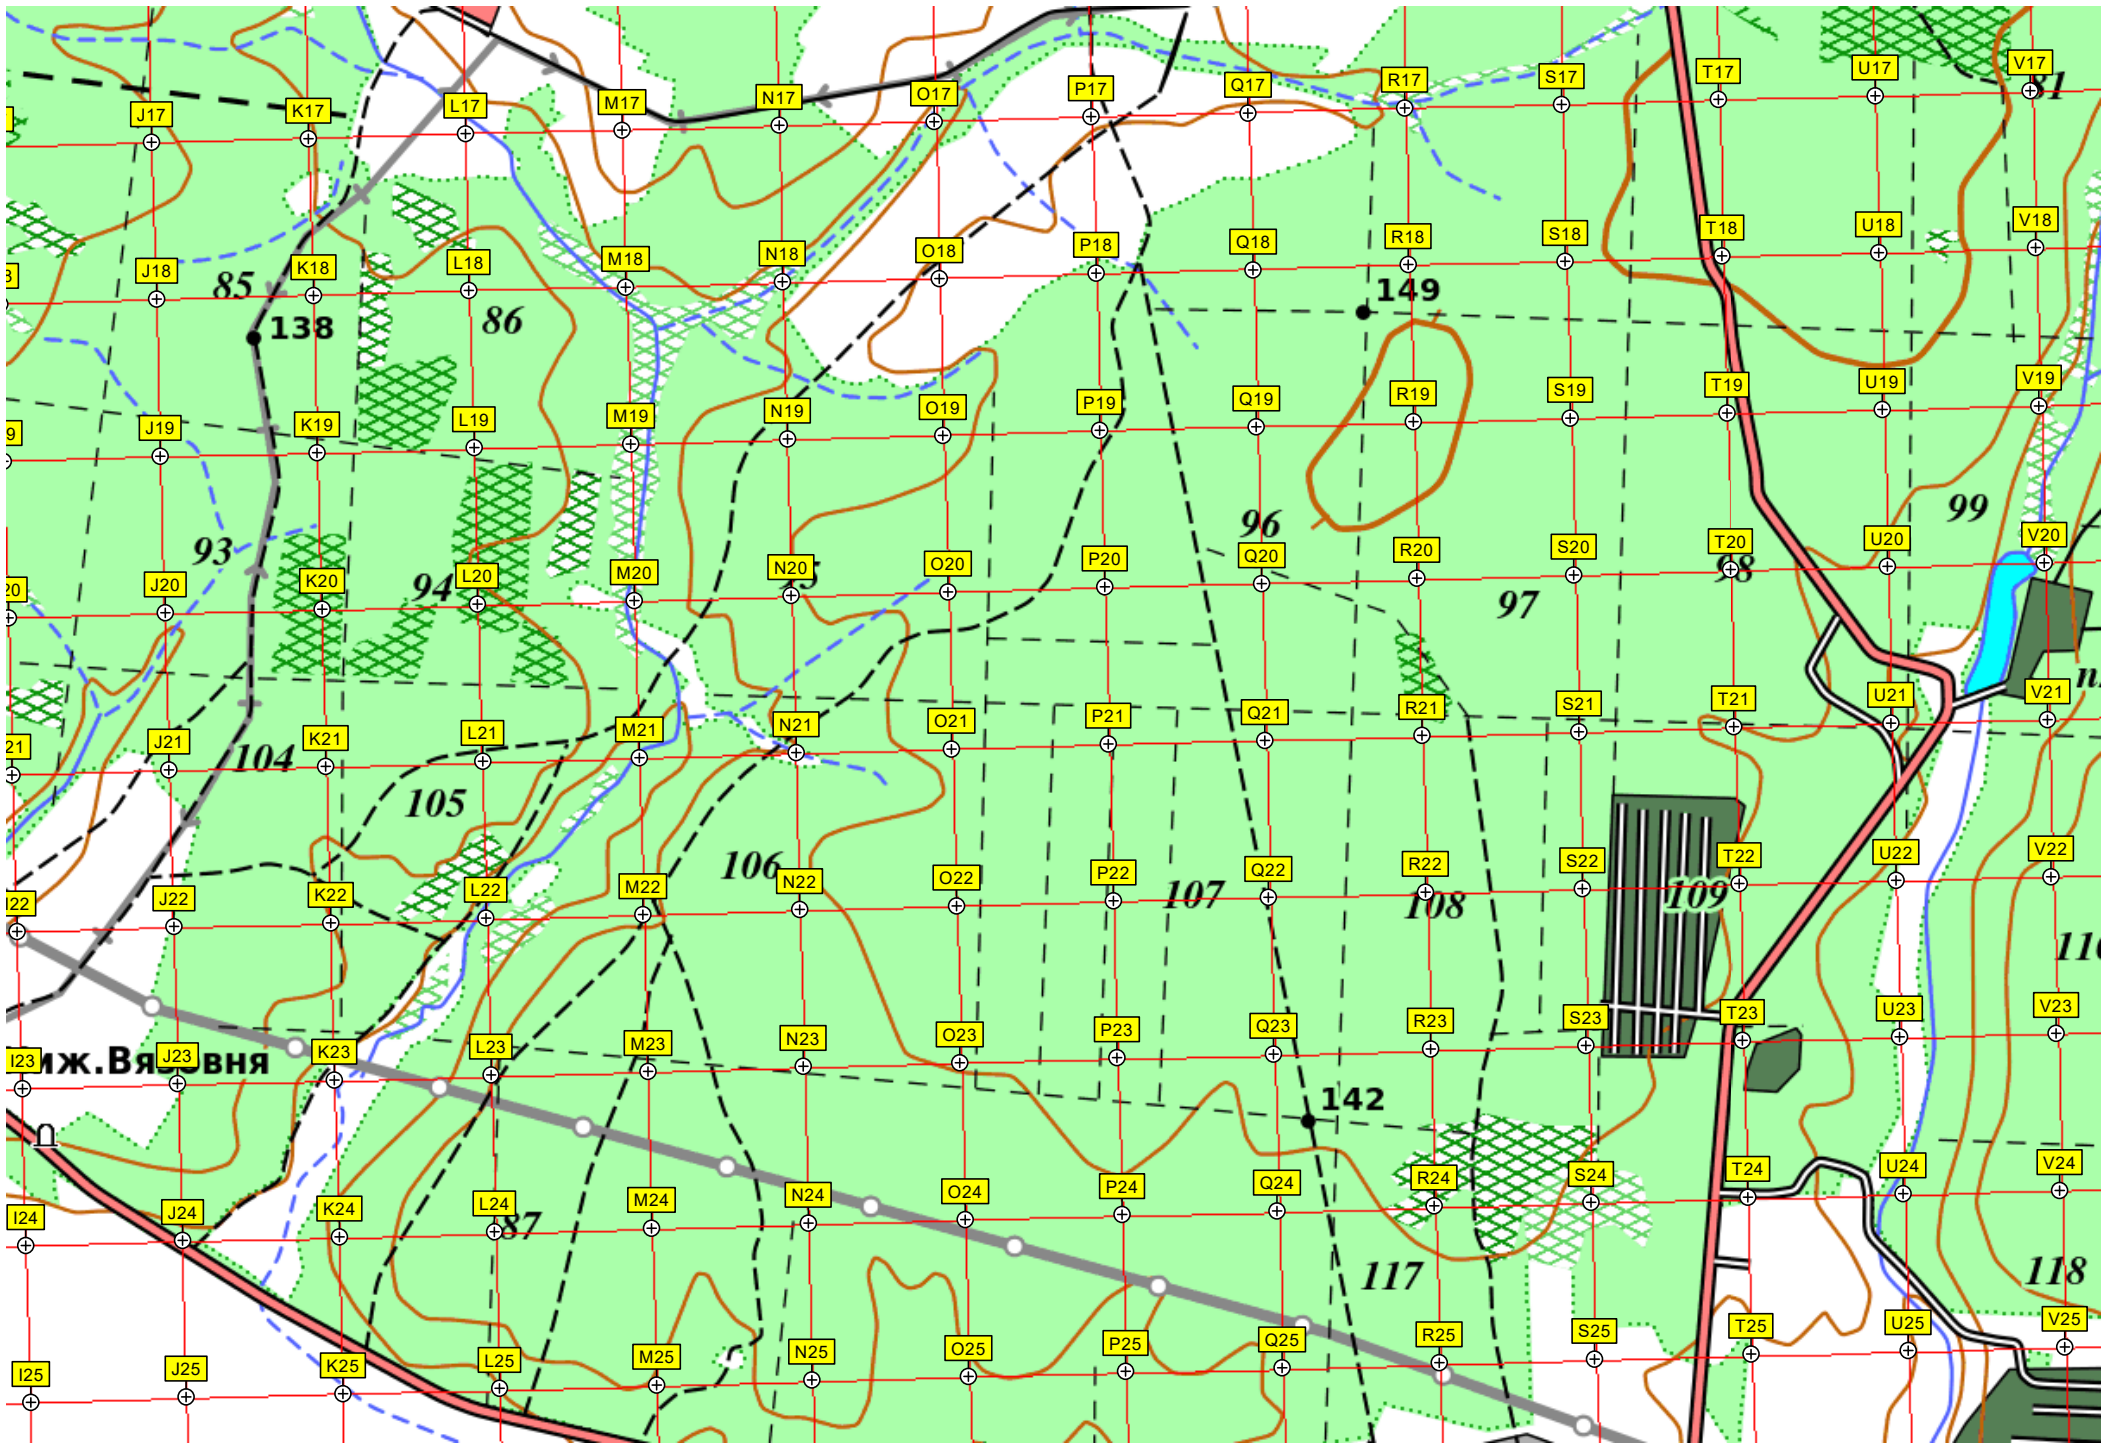 J17 K17 L17 M17 N17 O17 P17 Q17 R17 S17 T17 U17 V17
81
J18 K18 L18 M18 N18 O18 P18 Q18 R18 S18 T18 U18 V18
85 138 86 149
J19 K19 L19 M19 N19 O19 P19 Q19 R19 S19 T19 U19 V19
93 94 96 97 98 99
J20 K20 L20 M20 N20 O20 P20 Q20 R20 S20 T20 U20 V20
J21 K21 L21 M21 N21 O21 P21 Q21 R21 S21 T21 U21 V21
104 105 106 107 108 109
I22 J22 K22 L22 M22 N22 O22 P22 Q22 R22 S22 T22 U22 V22
I23 J23 K23 L23 M23 N23 O23 P23 Q23 R23 S23 T23 U23 V23
142
I24 J24 K24 L24 M24 N24 O24 P24 Q24 R24 S24 T24 U24 V24
87 117 118
I25 J25 K25 L25 M25 N25 O25 P25 Q25 R25 S25 T25 U25 V25